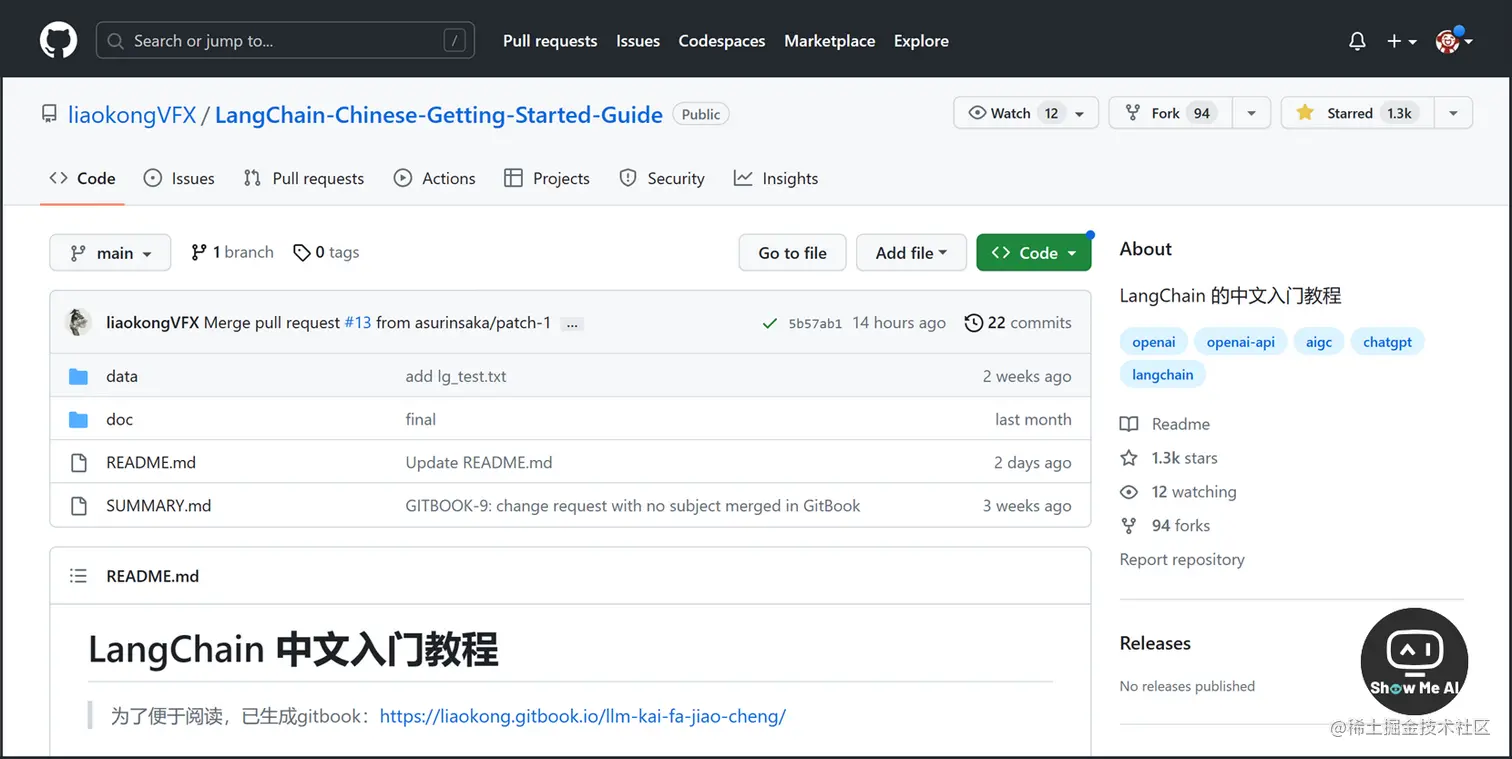 Search or jump to... / Pull requests Issues Codespaces Marketplace Explore
liaokongVFX / LangChain-Chinese-Getting-Started-Guide Public Watch 12 Fork 94 Starred 1.3k
Code Issues Pull requests Actions Projects Security Insights
main 1 branch 0 tags Go to file Add file Code
liaokongVFX Merge pull request #13 from asurinsaka/patch-1 ... 5b57ab1 14 hours ago 22 commits
data add lg_test.txt 2 weeks ago
doc final last month
README.md Update README.md 2 days ago
SUMMARY.md GITBOOK-9: change request with no subject merged in GitBook 3 weeks ago
README.md
LangChain 中文入门教程
为了便于阅读，已生成gitbook：https://liaokong.gitbook.io/llm-kai-fa-jiao-cheng/
About
LangChain 的中文入门教程
openai openai-api aigc chatgpt
langchain
Readme
1.3k stars
12 watching
94 forks
Report repository
Releases
No releases published
Show Me AI
@稀土掘金技术社区